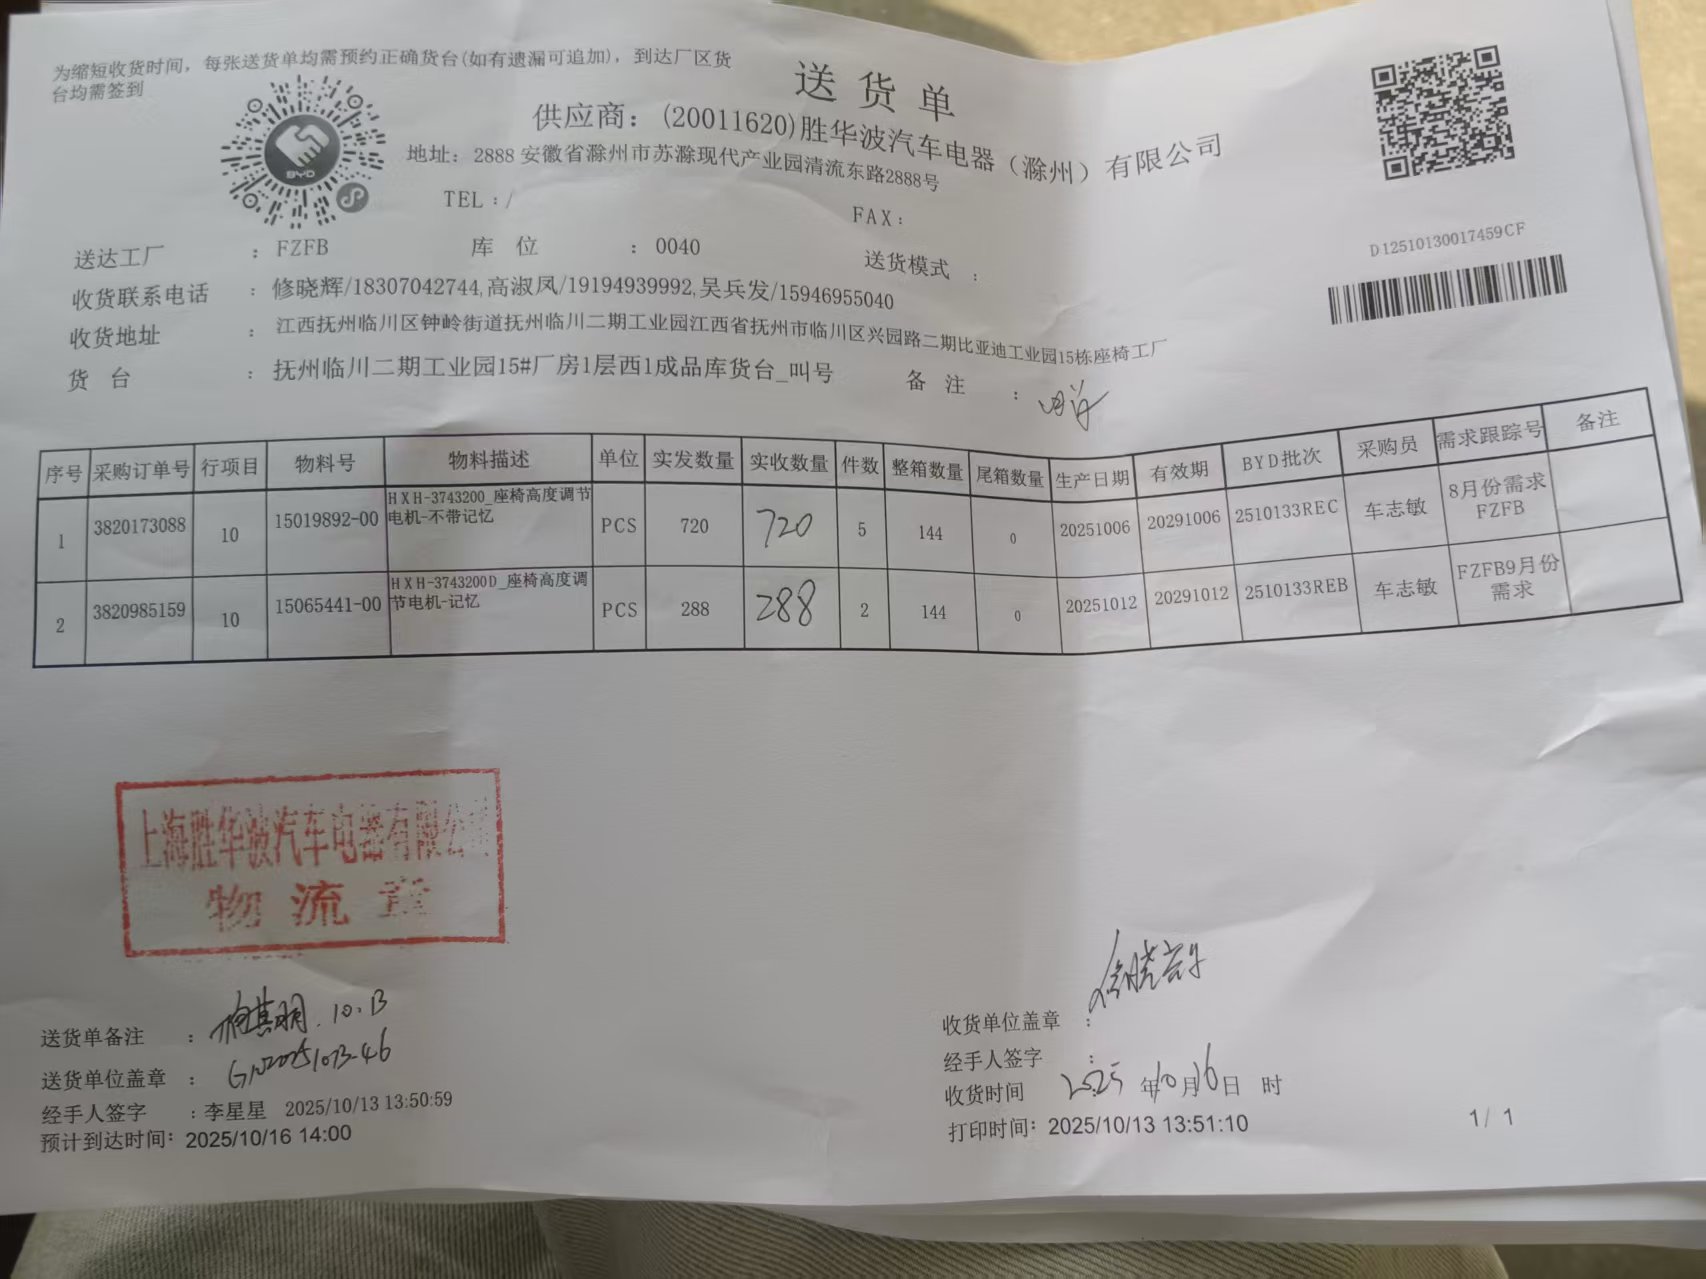 为缩短收货时间，每张送货单均需预约正确货台(如有遗漏可追加)，到达厂区货
台均需签到
送货单
供应商：(20011620)胜华波汽车电器（滁州）有限公司
地址：2888 安徽省滁州市苏滁现代产业园清流东路2888号
TEL：/
FAX：
BYD
D12510130017459CF
送达工厂 ：FZFB 库位 ：0040 送货模式 ：
收货联系电话 ：修晓辉/18307042744,高淑凤/19194939992,吴兵发/15946955040
收货地址 ：江西抚州临川区钟岭街道抚州临川二期工业园江西省抚州市临川区兴园路二期比亚迪工业园15栋座椅工厂
货台 ：抚州临川二期工业园15#厂房1层西1成品库货台_叫号 备注 ：
序号 采购订单号 行项目 物料号 物料描述 单位 实发数量 实收数量 件数 整箱数量 尾箱数量 生产日期 有效期 BYD批次 采购员 需求跟踪号 备注
1 3820173088 10 15019892-00 HXH-3743200_座椅高度调节电机-不带记忆 PCS 720 720 5 144 0 20251006 20291006 2510133REC 车志敏 8月份需求FZFB
2 3820985159 10 15065441-00 HXH-3743200D_座椅高度调节电机-记忆 PCS 288 288 2 144 0 20251012 20291012 2510133REB 车志敏 FZFB9月份需求
上海胜华波汽车电器有限公司
物流章
送货单备注 ： 10.13
送货单位盖章 ：
经手人签字 ：李星星 2025/10/13 13:50:59
预计到达时间：2025/10/16 14:00
收货单位盖章 ：
经手人签字 ：
收货时间 2025年10月16日 时
打印时间：2025/10/13 13:51:10
1/ 1